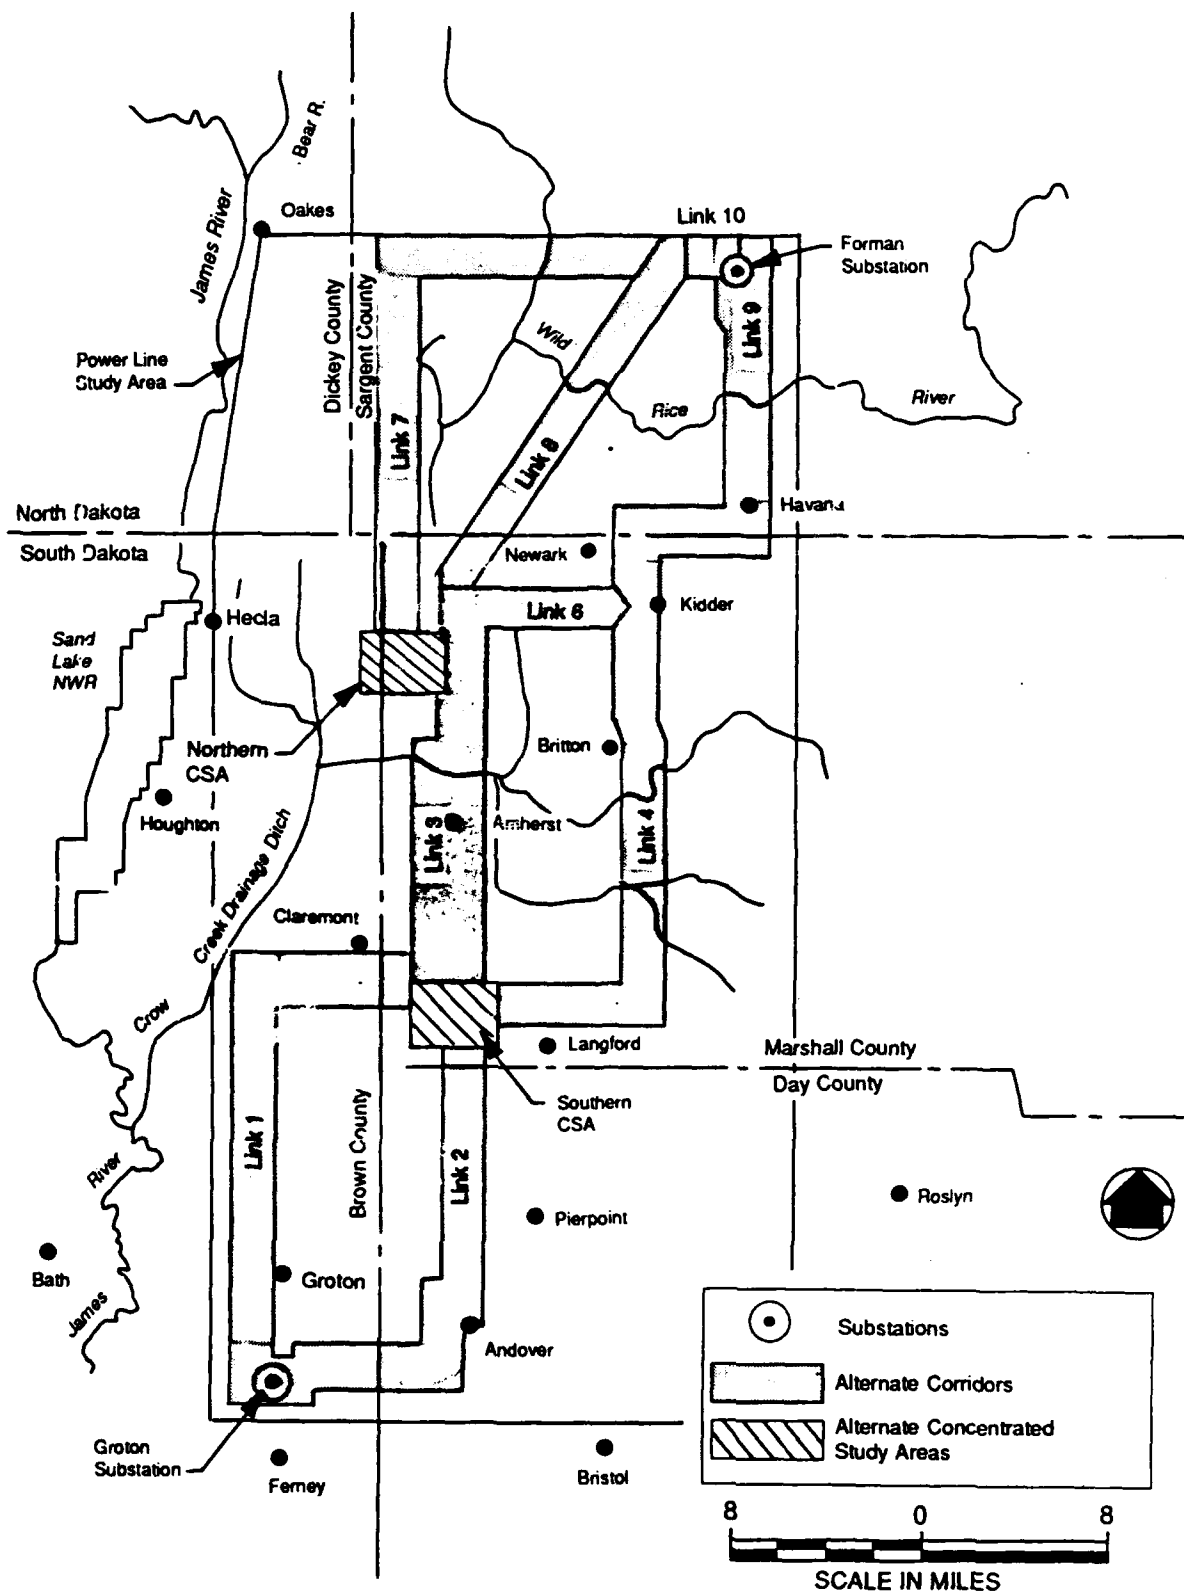 Bear R.
James River
Oakes
Link 10
Forman
Substation
Dickey County
Sargent County
Wild
Link 9
Power Line
Study Area
Rice
River
Link 7
Link 8
North Dakota
South Dakota
Havana
Newark
Link 6
Kidder
Hecla
Sand
Lake
NWR
Northern
CSA
Britton
Houghton
Link 3
Amherst
Link 4
Creek Drainage Ditch
Claremont
Crow
Langford
Marshall County
Day County
Southern
CSA
Link 1
Brown County
Link 2
River
Roslyn
Pierpoint
Bath
Groton
James
Andover
Substations
Alternate Corridors
Alternate Concentrated
Study Areas
Groton
Substation
Ferney
Bristol
8 0 8
SCALE IN MILES